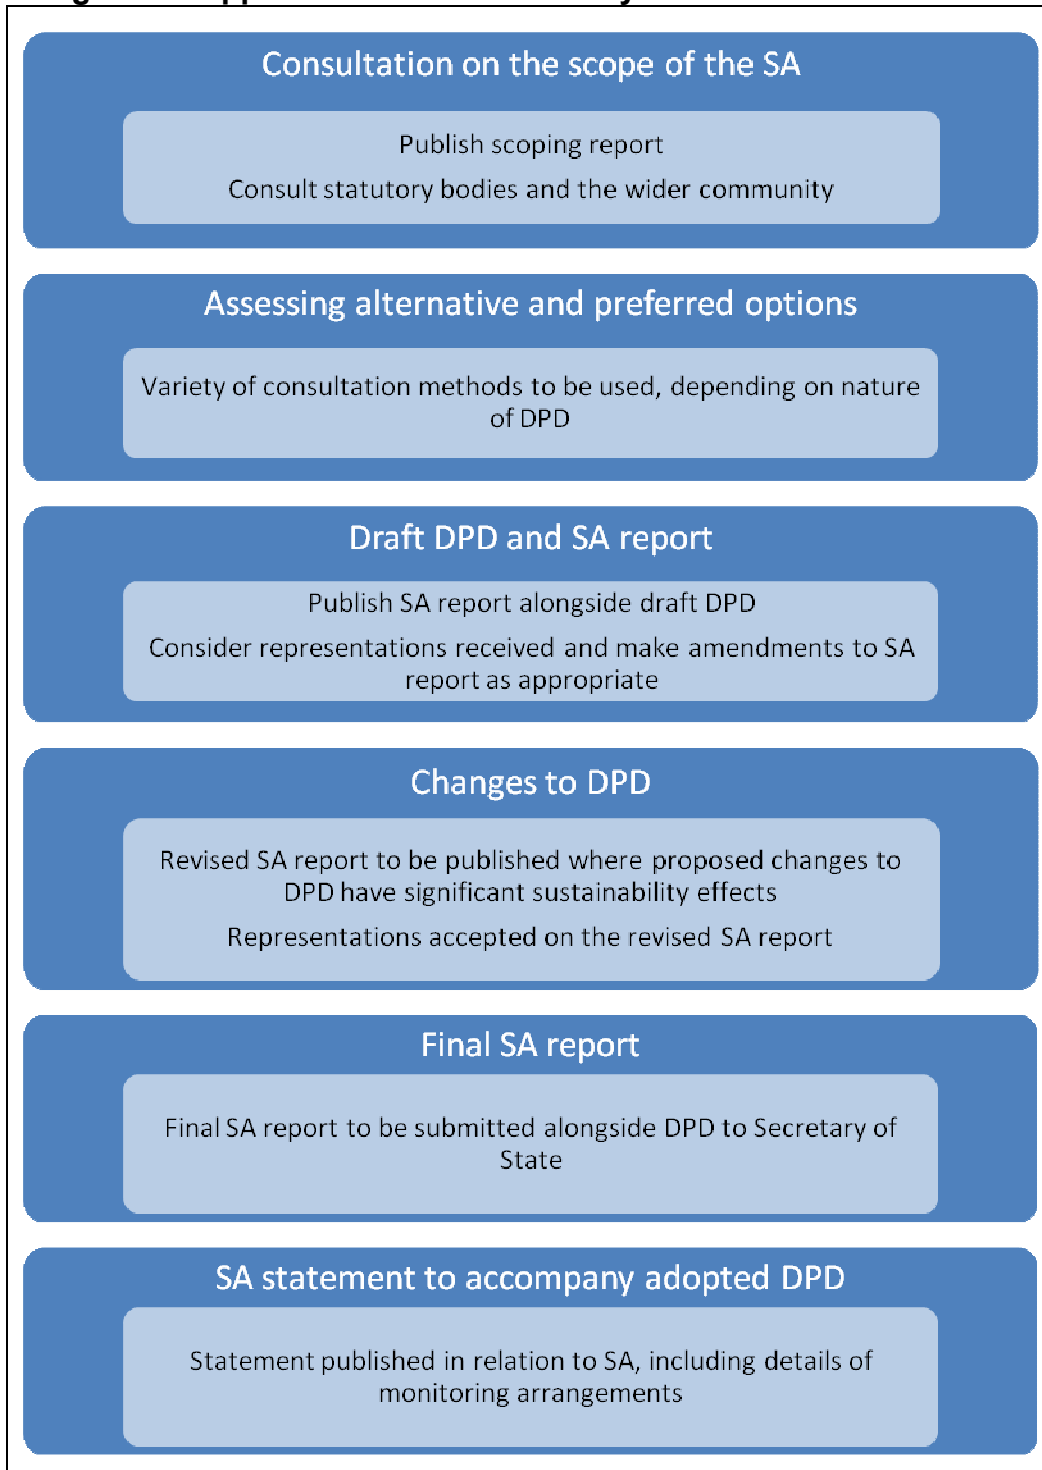 Consultation on the scope of the SA
Publish scoping report
Consult statutory bodies and the wider community
Assessing alternative and preferred options
Variety of consultation methods to be used, depending on nature
of DPD
Draft DPD and SA report
Publish SA report alongside draft DPD
Consider representations received and make amendments to SA
report as appropriate
Changes to DPD
Revised SA report to be published where proposed changes to
DPD have significant sustainability effects
Representations accepted on the revised SA report
Final SA report
Final SA report to be submitted alongside DPD to Secretary of
State
SA statement to accompany adopted DPD
Statement published in relation to SA, including details of
monitoring arrangements